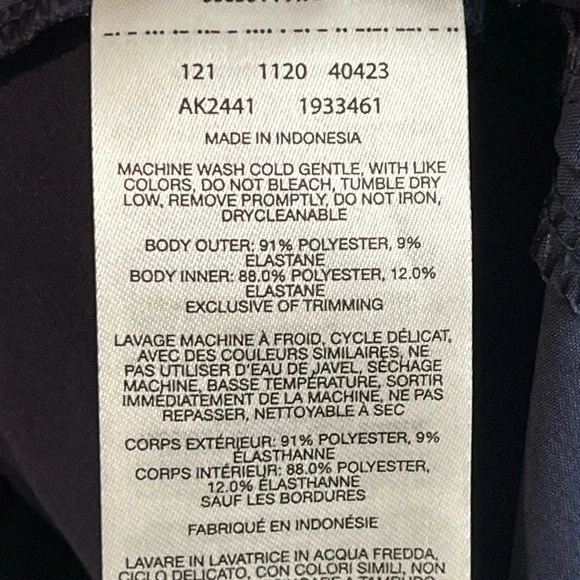 121 1120 40423
AK2441 1933461
MADE IN INDONESIA
MACHINE WASH COLD GENTLE, WITH LIKE
COLORS, DO NOT BLEACH, TUMBLE DRY
LOW, REMOVE PROMPTLY, DO NOT IRON,
DRYCLEANABLE
BODY OUTER: 91% POLYESTER, 9%
ELASTANE
BODY INNER: 88.0% POLYESTER, 12.0%
ELASTANE
EXCLUSIVE OF TRIMMING
LAVAGE MACHINE À FROID, CYCLE DÉLICAT,
AVEC DES COULEURS SIMILAIRES, NE
PAS UTILISER D'EAU DE JAVEL, SÉCHAGE
MACHINE, BASSE TEMPÉRATURE, SORTIR
IMMÉDIATEMENT DE LA MACHINE, NE PAS
REPASSER, NETTOYABLE À SEC
CORPS EXTÉRIEUR: 91% POLYESTER, 9%
ÉLASTHANNE
CORPS INTÉRIEUR: 88.0% POLYESTER,
12.0% ÉLASTHANNE
SAUF LES BORDURES
FABRIQUÉ EN INDONÉSIE
LAVARE IN LAVATRICE IN ACQUA FREDDA,
CICLO DELICATO, CON COLORI SIMILI, NON